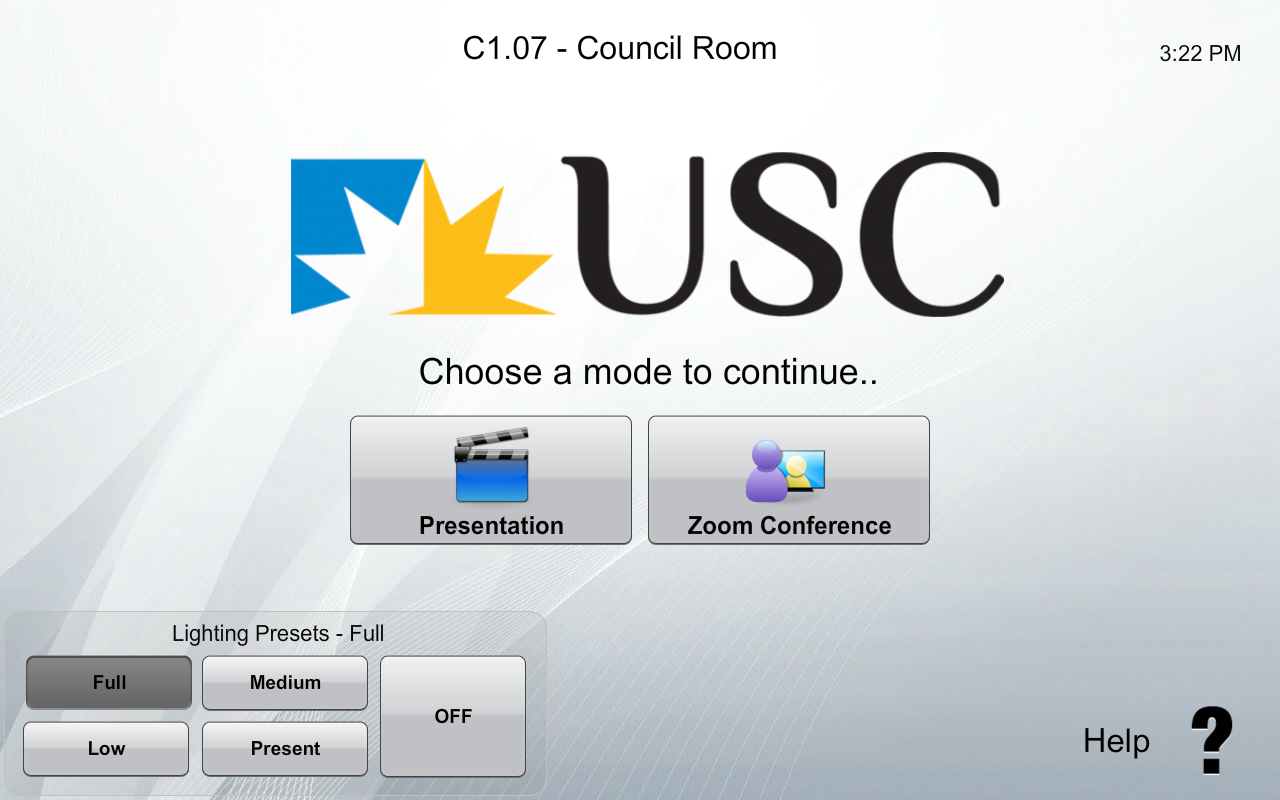 C1.07 - Council Room
3:22 PM
USC
Choose a mode to continue..
Presentation
Zoom Conference
Lighting Presets - Full
Full
Medium
OFF
Low
Present
Help ?